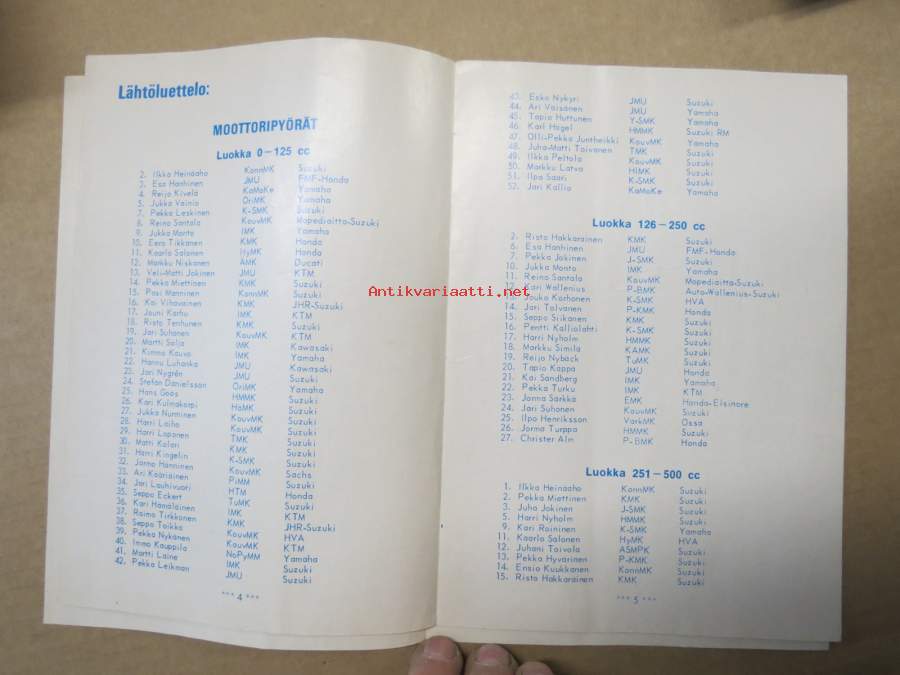 Lähtöluettelo:
MOOTTORIPYÖRÄT
Luokka 0–125 cc
2. Ilkka Heinäaho KannMK Suzuki
3. Esa Hanhinen JMU FMF-Honda
4. Reijo Kivelä KaMoKe Yamaha
5. Jukka Vainio OriMK Yamaha
7. Pekka Leskinen K-SMK Suzuki
8. Reino Santala KouvMK Mopedioitto-Suzuki
9. Jukka Manto IMK Yamaha
10. Eero Tikkanen KMK Honda
11. Kaarlo Salonen HyMK Honda
12. Markku Niskanen AMK Ducati
13. Veli-Matti Jokinen JMU KTM
14. Pekka Miettinen KMK Suzuki
15. Pasi Manninen KannMK Suzuki
16. Kai Vihavainen KMK JHR-Suzuki
17. Jouni Karhu IMK KTM
18. Risto Tenhunen KMK Suzuki
19. Jari Suhonen KouvMK KTM
20. Martti Salja IMK Kawasaki
21. Kimmo Kouvo IMK Yamaha
22. Hannu Luhanka JMU Kawasaki
23. Jari Nygrén JMU Suzuki
24. Stefan Danielsson OriMK Yamaha
25. Hans Goos HMMK Suzuki
26. Kari Kulmakorpi HaMK Suzuki
27. Jukka Nurminen KouvMK Suzuki
28. Harri Laiho KouvMK Suzuki
29. Harri Laponen TMK Suzuki
30. Matti Kolari KMK Suzuki
31. Harri Kingelin K-SMK Suzuki
32. Jarmo Hänninen KouvMK Sachs
33. Ari Kääriäinen PiMM Suzuki
34. Jari Louhivuori HTM Honda
35. Seppo Eckert TuMK Suzuki
36. Kari Hämäläinen IMK KTM
37. Raimo Tirkkonen KMK JHR-Suzuki
38. Seppo Toikka KouvMK HVA
39. Pekka Nykänen KouvMK KTM
40. Immo Kauppila NoPyMM Yamaha
41. Martti Laine IMK Suzuki
42. Pekka Leikman JMU Suzuki
*** 4 ***
43. Esko Nykyri JMU Suzuki
44. Ari Väisänen JMU Yamaha
45. Tapio Huttunen Y-SMK Yamaha
46. Karl Hagel HMMK Suzuki RM
47. Olli-Pekka Juntheikki KouvMK Yamaha
48. Juha-Matti Toivanen TMK Suzuki
49. Ilkka Peltola KouvMK Suzuki
50. Markku Latva HIMK Suzuki
51. Ilpo Saari K-SMK Suzuki
52. Jari Kallio KaMoKe Yamaha
Luokka 126–250 cc
2. Risto Hakkarainen KMK Suzuki
6. Esa Hanhinen JMU FMF-Honda
7. Pekka Jokinen J-SMK Suzuki
10. Jukka Manto IMK Yamaha
11. Reino Santala KouvMK Mopedioitto-Suzuki
12. Kari Wallenius P-BMK Auto-Wallenius-Suzuki
13. Jouko Karhonen K-SMK HVA
14. Jari Tolvanen P-KMK Honda
15. Seppo Siikanen KMK Suzuki
16. Pentti Kalliolahti K-SMK Suzuki
17. Harri Nyholm HMMK Suzuki
18. Markku Simila KAMK Suzuki
19. Reijo Nybäck TuMK Suzuki
20. Tapio Kappa JMU Honda
21. Kai Sandberg IMK Yamaha
22. Pekka Turku IMK KTM
23. Jorma Sarkka EMK Honda-Elsinore
24. Jari Suhonen KouvMK Suzuki
25. Ilpo Henriksson VarkMK Ossa
26. Jorma Turppa HMMK Suzuki
27. Christer Alm P-BMK Honda
Luokka 251–500 cc
1. Ilkka Heinäaho KannMK Suzuki
2. Pekka Miettinen KMK Suzuki
3. Juha Jokinen J-SMK Suzuki
5. Harri Nyholm HMMK Suzuki
9. Kari Raininen K-SMK Yamaha
11. Kaarlo Salonen HyMK HVA
12. Juhani Taivola ASMPK Suzuki
13. Pekka Hyvärinen P-KMK Suzuki
14. Ensio Kuukkanen KannMK Suzuki
15. Risto Hakkarainen KMK Suzuki
*** 5 ***
Antikvariaatti.net